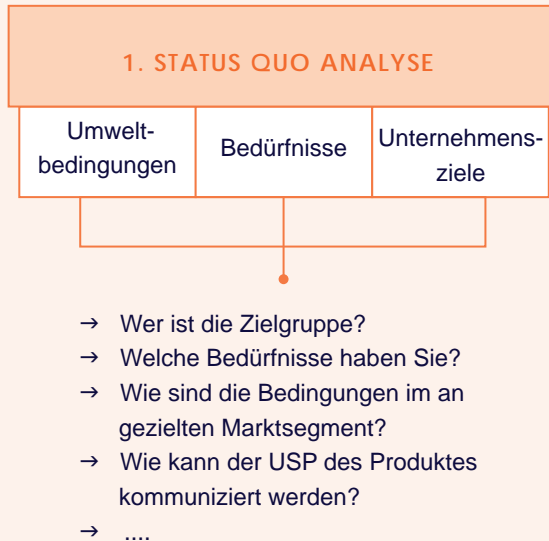 1. STATUS QUO ANALYSE
Umwelt-
bedingungen
Bedürfnisse
Unternehmens-
ziele
→ Wer ist die Zielgruppe?
→ Welche Bedürfnisse haben Sie?
→ Wie sind die Bedingungen im an
gezielten Marktsegment?
→ Wie kann der USP des Produktes
kommuniziert werden?
→ ....